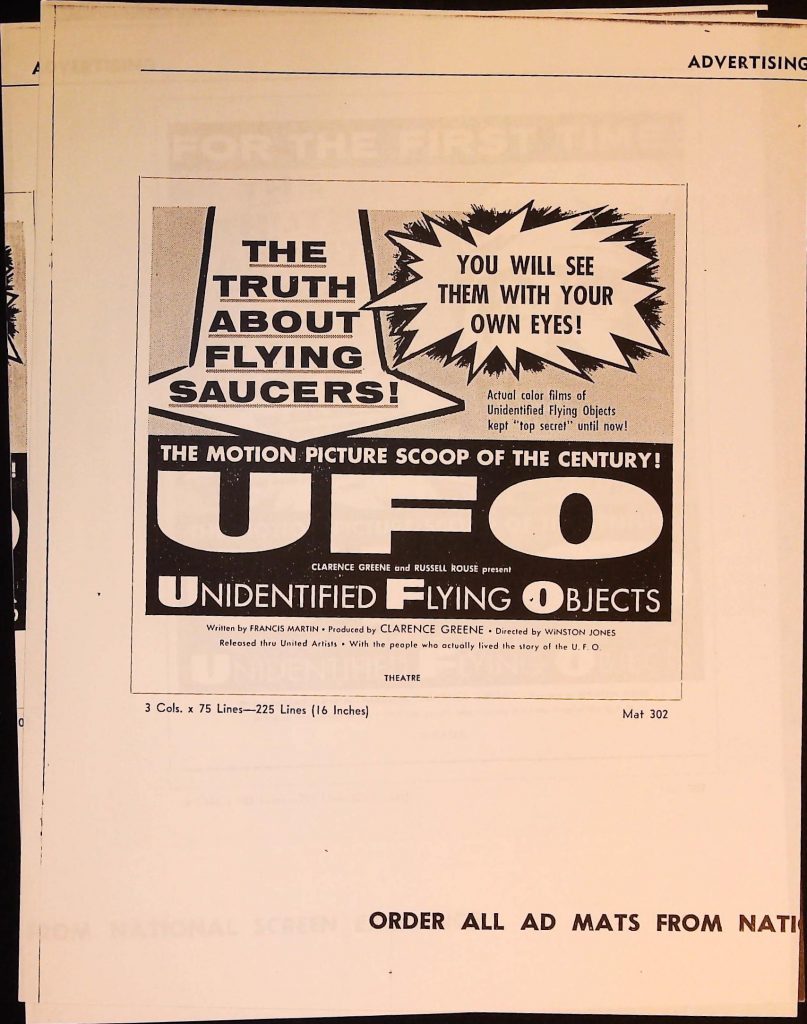 ADVERTISING
THE
TRUTH
ABOUT
FLYING
SAUCERS!
YOU WILL SEE
THEM WITH YOUR
OWN EYES!
Actual color films of
Unidentified Flying Objects
kept "top secret" until now!
THE MOTION PICTURE SCOOP OF THE CENTURY!
UFO
CLARENCE GREENE and RUSSELL ROUSE present
UNIDENTIFIED FLYING OBJECTS
Written by FRANCIS MARTIN • Produced by CLARENCE GREENE • Directed by WINSTON JONES
Released thru United Artists • With the people who actually lived the story of the U. F. O.
THEATRE
3 Cols. x 75 Lines—225 Lines (16 Inches)
Mat 302
ORDER ALL AD MATS FROM NATI